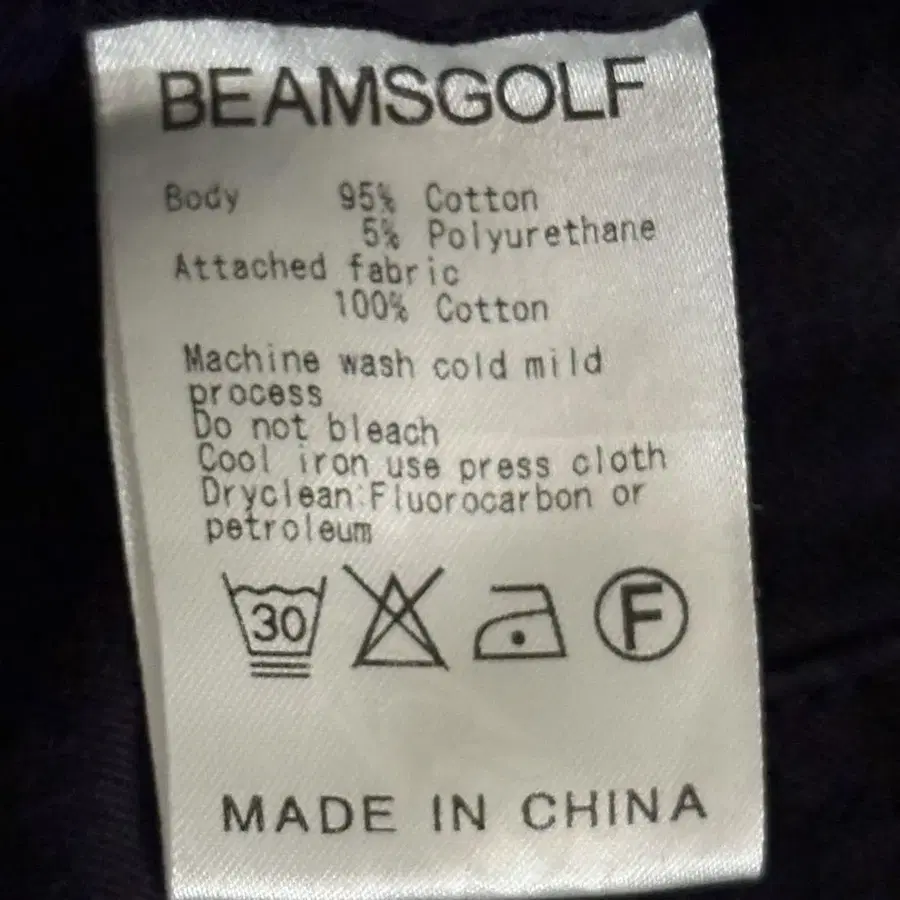 BEAMSGOLF
Body 95% Cotton
5% Polyurethane
Attached fabric
100% Cotton
Machine wash cold mild
process
Do not bleach
Cool iron use press cloth
Dryclean:Fluorocarbon or
petroleum
30
F
MADE IN CHINA